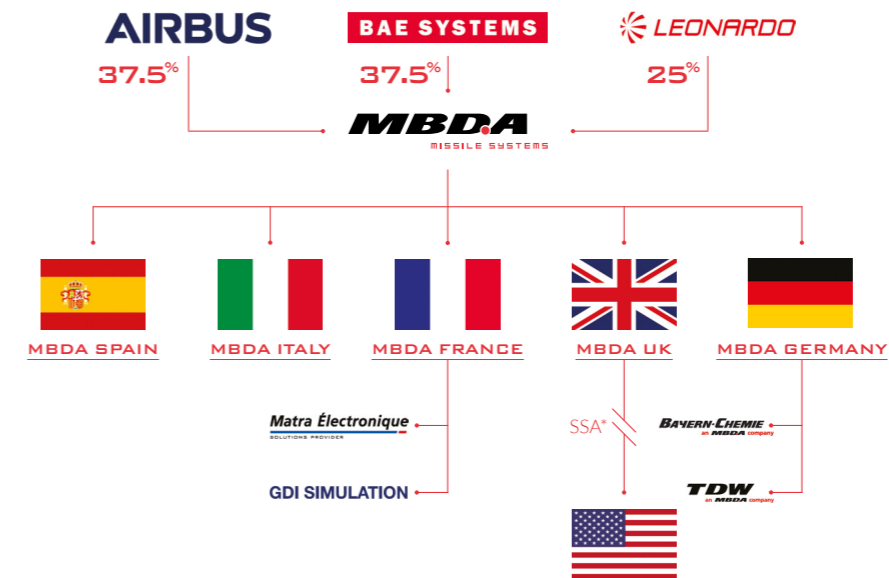 AIRBUS
BAE SYSTEMS
LEONARDO
37.5%
37.5%
25%
MBDA
MISSILE SYSTEMS
MBDA SPAIN
MBDA ITALY
MBDA FRANCE
MBDA UK
MBDA GERMANY
Matra Électronique
SOLUTIONS PROVIDER
SSA*
BAYERN-CHEMIE
an MBDA company
GDI SIMULATION
TDW
an MBDA company